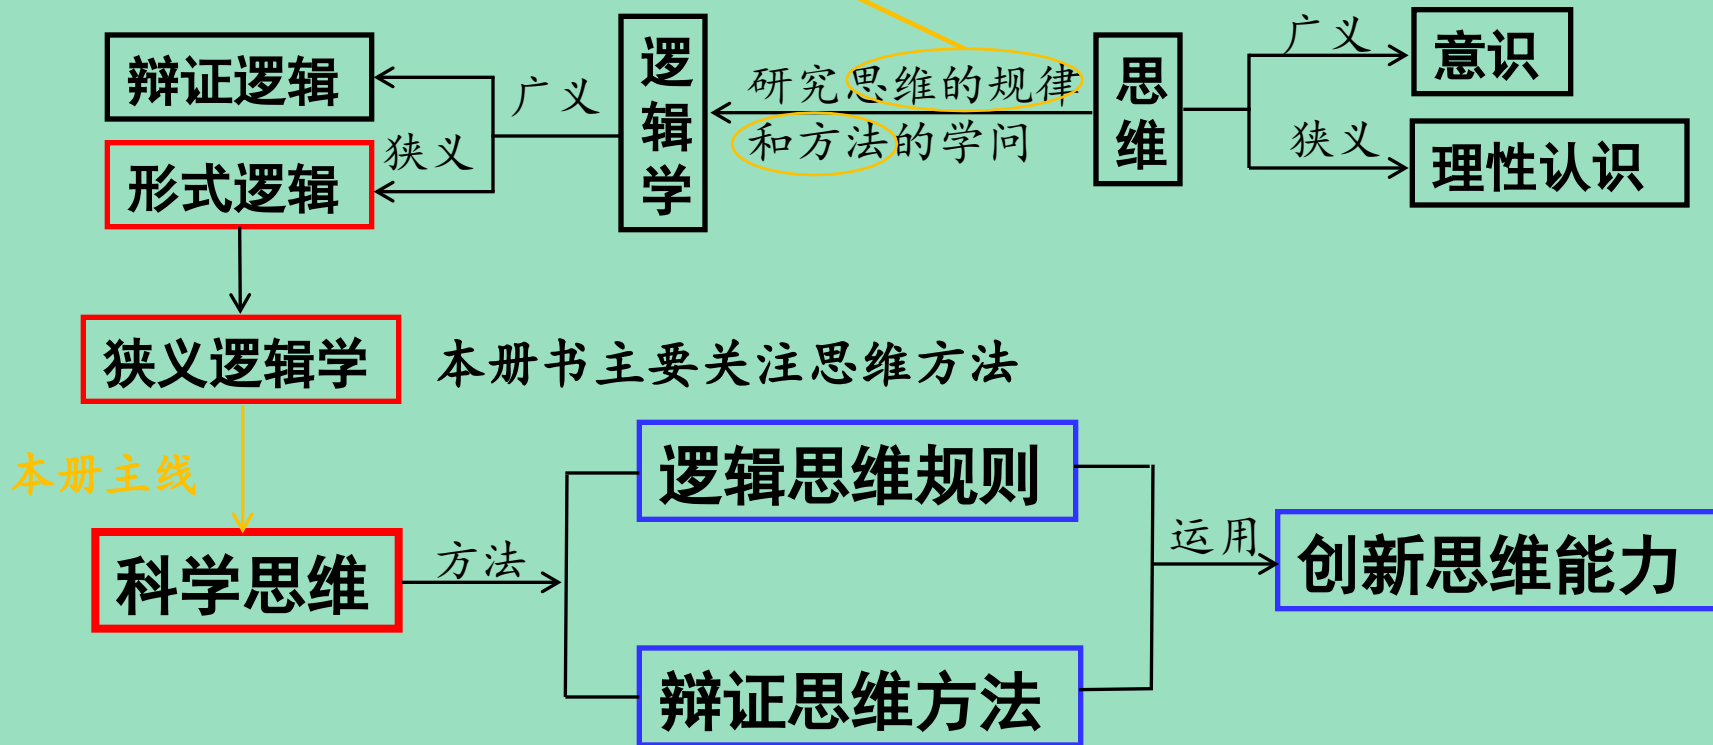 辩证逻辑
形式逻辑
广义
狭义
逻辑学
研究思维的规律
和方法的学问
思维
广义
狭义
意识
理性认识
狭义逻辑学
本册书主要关注思维方法
本册主线
科学思维
方法
逻辑思维规则
辩证思维方法
运用
创新思维能力